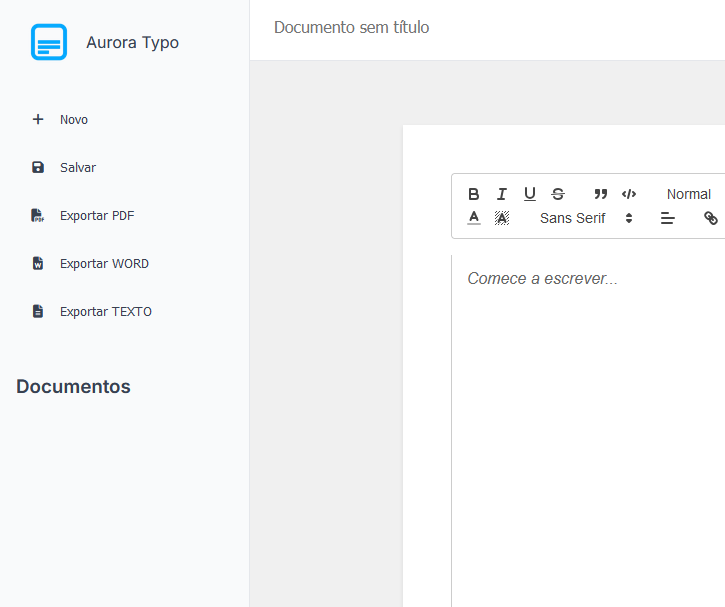 Aurora Typo
Novo
Salvar
Exportar PDF
Exportar WORD
Exportar TEXTO
Documentos
Documento sem título
B I U S Normal
A A Sans Serif
Comece a escrever...